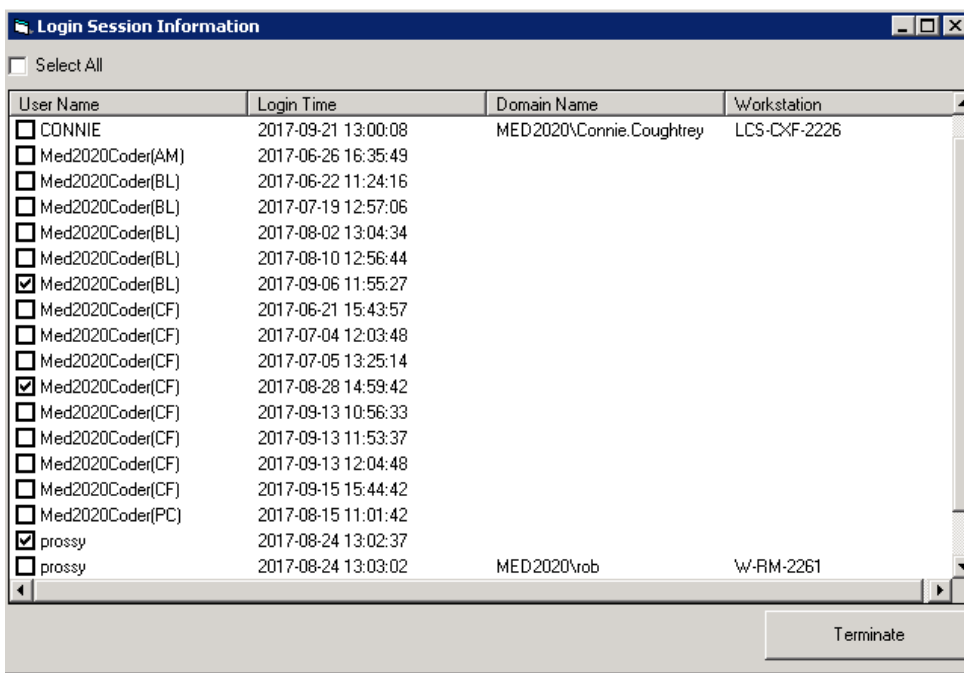 Login Session Information
Select All
User Name Login Time Domain Name Workstation
CONNIE 2017-09-21 13:00:08 MED2020\Connie.Coughtrey LCS-CXF-2226
Med2020Coder(AM) 2017-06-26 16:35:49
Med2020Coder(BL) 2017-06-22 11:24:16
Med2020Coder(BL) 2017-07-19 12:57:06
Med2020Coder(BL) 2017-08-02 13:04:34
Med2020Coder(BL) 2017-08-10 12:56:44
Med2020Coder(BL) 2017-09-06 11:55:27
Med2020Coder(CF) 2017-06-21 15:43:57
Med2020Coder(CF) 2017-07-04 12:03:48
Med2020Coder(CF) 2017-07-05 13:25:14
Med2020Coder(CF) 2017-08-28 14:59:42
Med2020Coder(CF) 2017-09-13 10:56:33
Med2020Coder(CF) 2017-09-13 11:53:37
Med2020Coder(CF) 2017-09-13 12:04:48
Med2020Coder(CF) 2017-09-15 15:44:42
Med2020Coder(PC) 2017-08-15 11:01:42
prossy 2017-08-24 13:02:37
prossy 2017-08-24 13:03:02 MED2020\rob W-RM-2261
Terminate